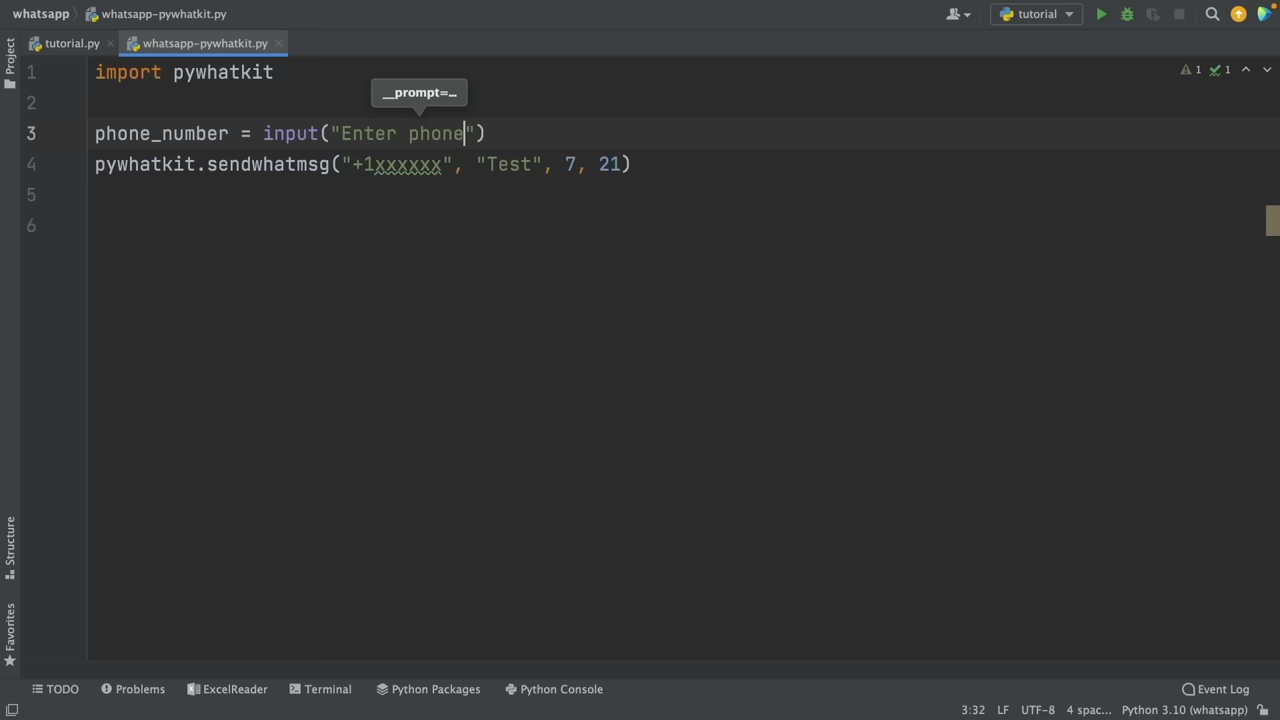 whatsapp 〉 whatsapp-pywhatkit.py
tutorial
tutorial.py × whatsapp-pywhatkit.py ×
Project
1 import pywhatkit
1 1
2
__prompt=…
3 phone_number = input("Enter phone")
4 pywhatkit.sendwhatmsg("+1xxxxxx", "Test", 7, 21)
5
6
Structure
Favorites
TODO Problems ExcelReader Terminal Python Packages Python Console Event Log
3:32 LF UTF-8 4 spac... Python 3.10 (whatsapp)